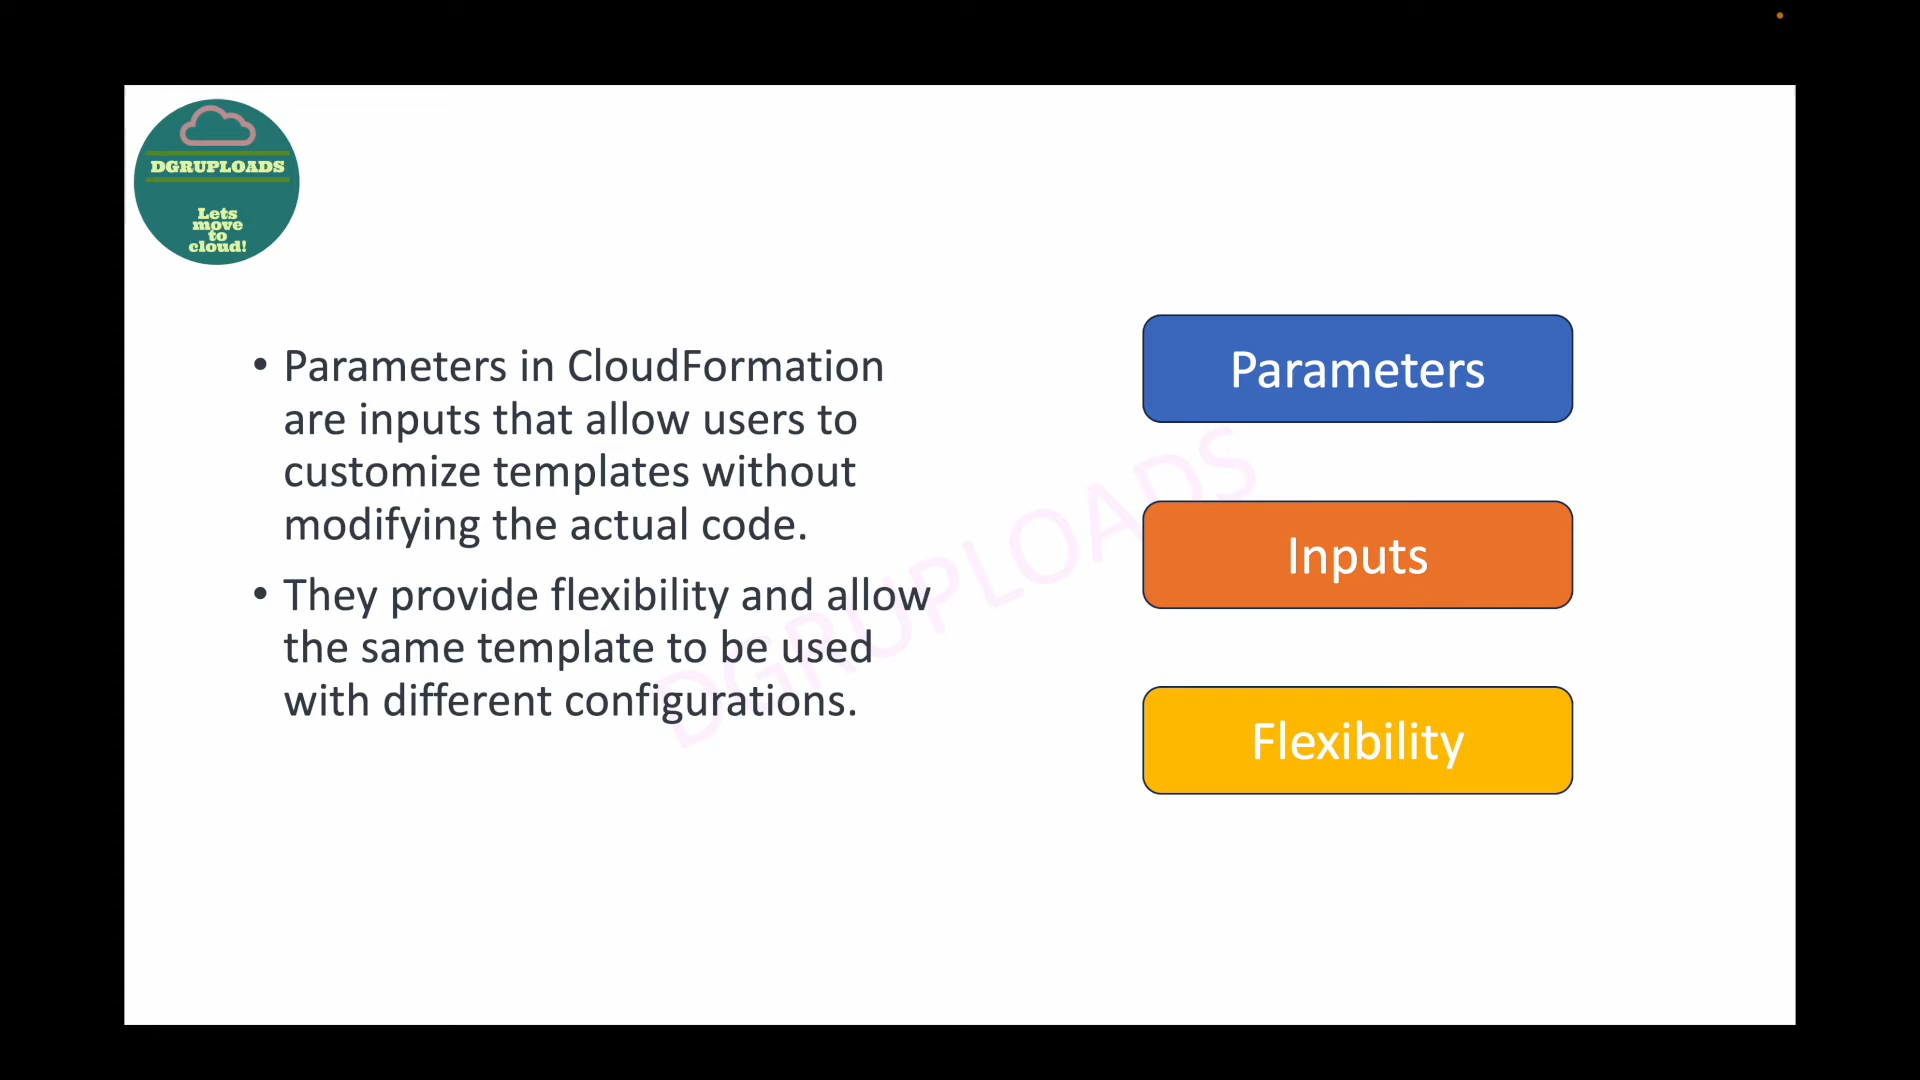 DGRUPLOADS
Lets
move
to
cloud!
• Parameters in CloudFormation
are inputs that allow users to
customize templates without
modifying the actual code.
• They provide flexibility and allow
the same template to be used
with different configurations.
Parameters
Inputs
Flexibility
DGRUPLOADS